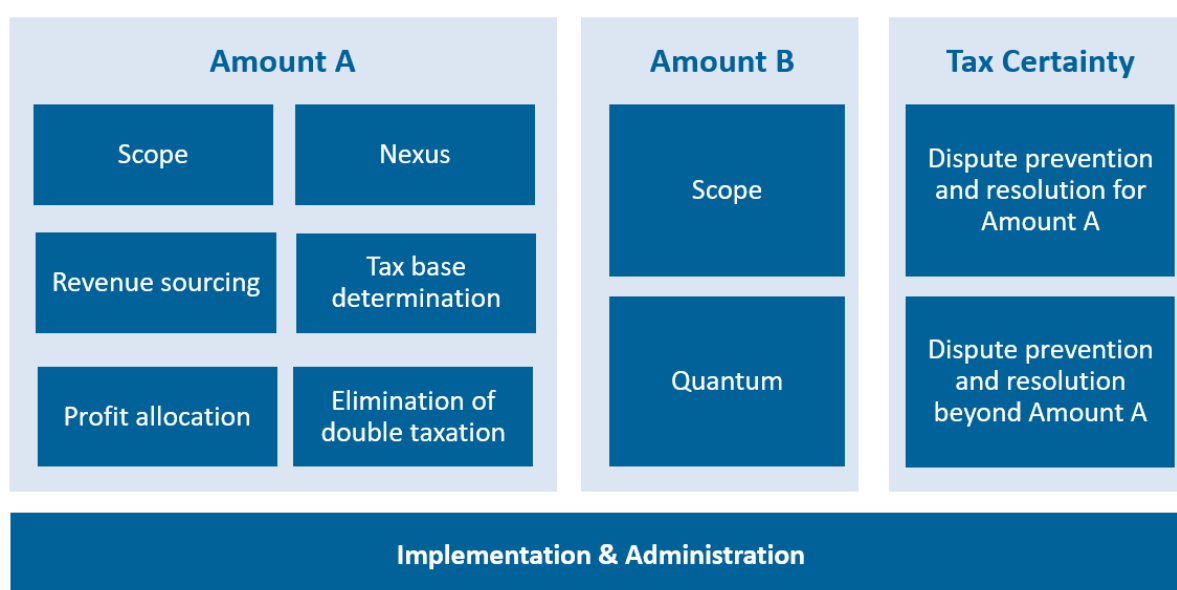 Amount A
Scope
Nexus
Revenue sourcing
Tax base
determination
Profit allocation
Elimination of
double taxation
Amount B
Scope
Quantum
Tax Certainty
Dispute prevention
and resolution for
Amount A
Dispute prevention
and resolution
beyond Amount A
Implementation & Administration